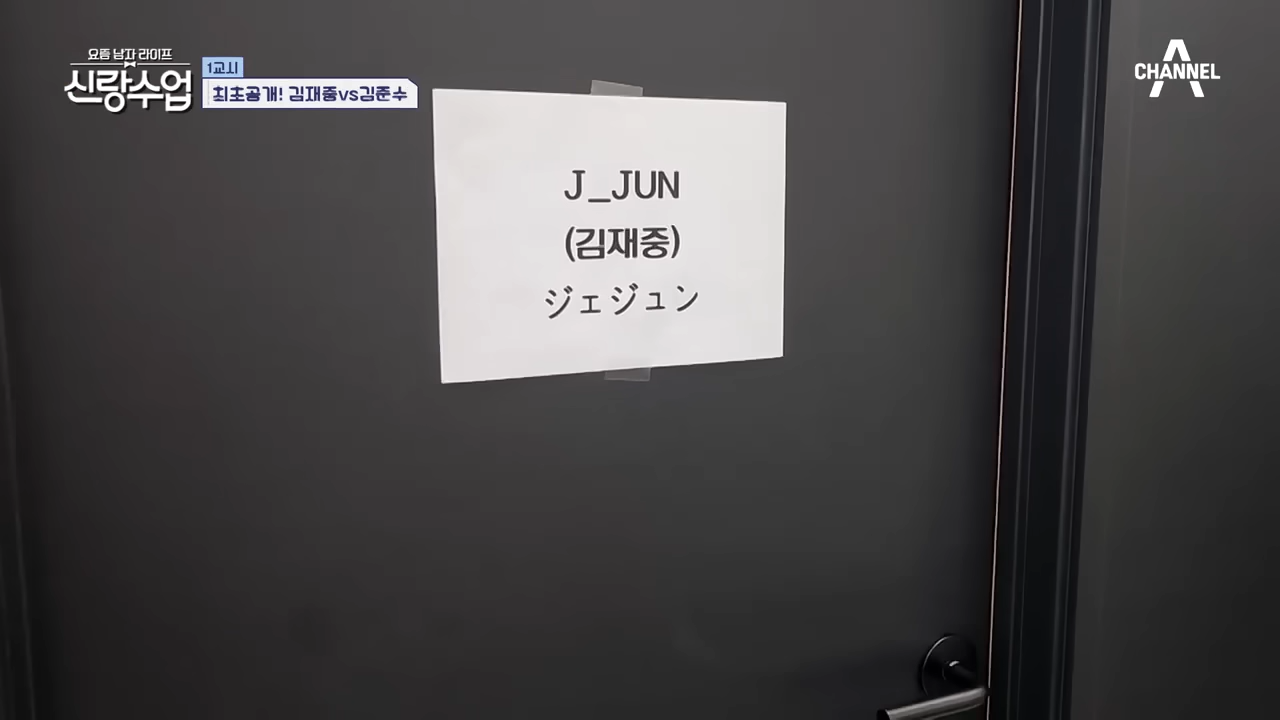 요즘 남자 라이프
신랑수업
1교시
최초공개! 김재중vs김준수
CHANNEL A
J_JUN
(김재중)
ジェジュン